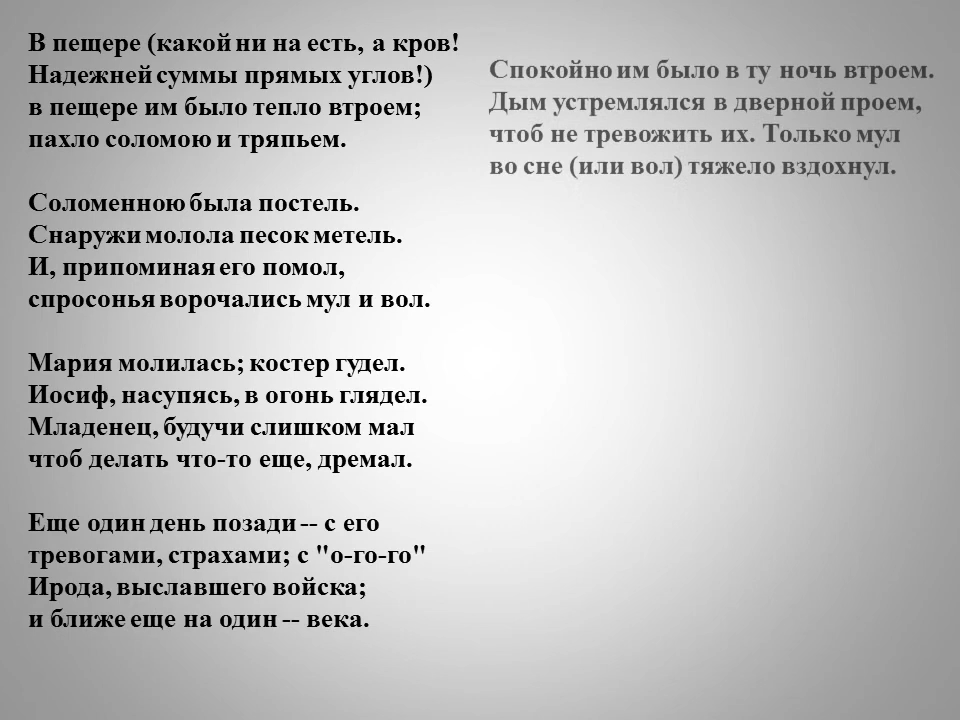 В пещере (какой ни на есть, а кров!
Надежней суммы прямых углов!)
в пещере им было тепло втроем;
пахло соломою и тряпьем.

Соломенною была постель.
Снаружи молола песок метель.
И, припоминая его помол,
спросонья ворочались мул и вол.

Мария молилась; костер гудел.
Иосиф, насупясь, в огонь глядел.
Младенец, будучи слишком мал
чтоб делать что-то еще, дремал.

Еще один день позади -- с его
тревогами, страхами; с "о-го-го"
Ирода, выславшего войска;
и ближе еще на один -- века.

Спокойно им было в ту ночь втроем.
Дым устремлялся в дверной проем,
чтоб не тревожить их. Только мул
во сне (или вол) тяжело вздохнул.